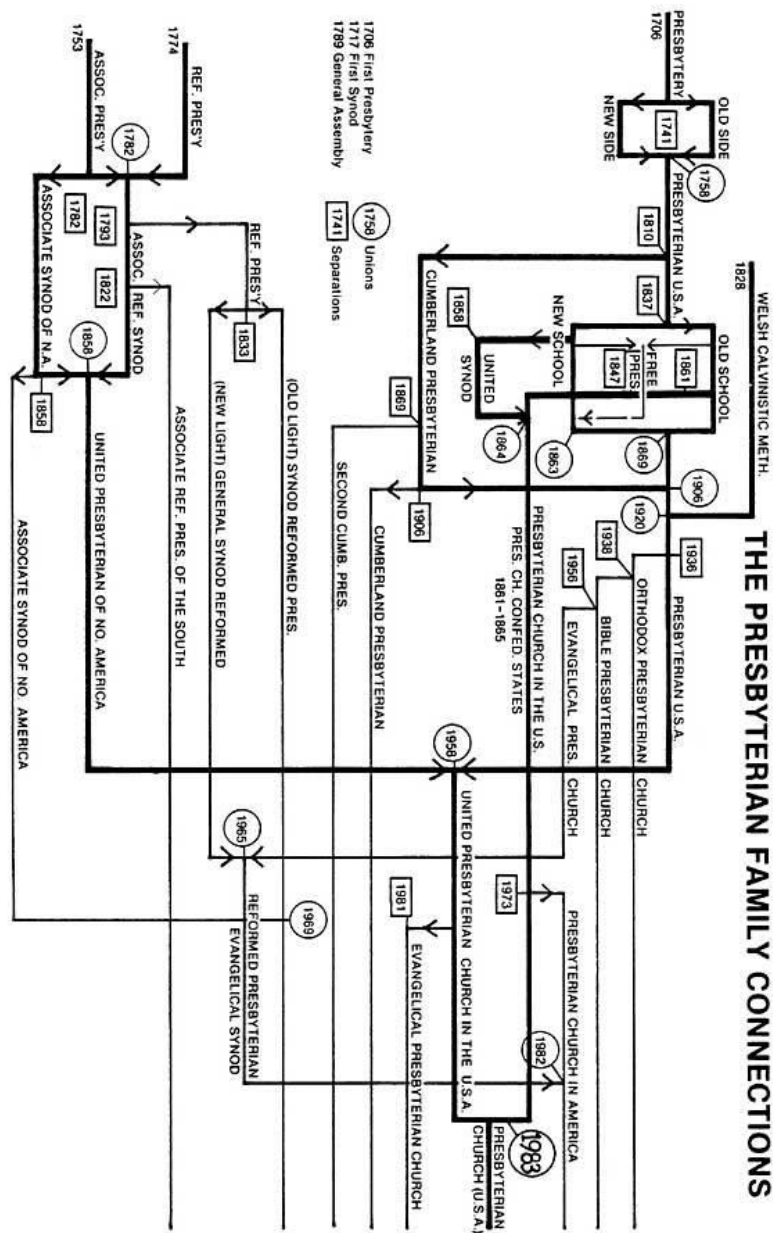 THE PRESBYTERIAN FAMILY CONNECTIONS
WELSH CALVINISTIC METH.
1828
OLD SIDE
PRESBYTERY
1706
1741
NEW SIDE
1758
PRESBYTERIAN U.S.A.
1810
1837
OLD SCHOOL
1861
FREE
PRES
1847
NEW SCHOOL
1858
UNITED
SYNOD
1863
1864
1869
1906
1920
1936
PRESBYTERIAN U.S.A.
1938
ORTHODOX PRESBYTERIAN CHURCH
BIBLE PRESBYTERIAN CHURCH
1956
EVANGELICAL PRES. CHURCH
PRESBYTERIAN CHURCH IN THE U.S.
PRES. CH. CONFED. STATES
1861-1865
1973
PRESBYTERIAN CHURCH IN AMERICA
1982
1983
PRESBYTERIAN
CHURCH (U.S.A.)
1958
UNITED PRESBYTERIAN CHURCH IN THE U.S.A.
1981
EVANGELICAL PRESBYTERIAN CHURCH
CUMBERLAND PRESBYTERIAN
1869
1906
CUMBERLAND PRESBYTERIAN
SECOND CUMB. PRES.
1706 First Presbytery
1717 First Synod
1789 General Assembly
1758 Unions
1741 Separations
REF. PRES'Y
1833
(OLD LIGHT) SYNOD REFORMED PRES.
(NEW LIGHT) GENERAL SYNOD REFORMED
1965
1969
REFORMED PRESBYTERIAN
EVANGELICAL SYNOD
1774
REF. PRES'Y
1782
1753
ASSOC. PRES'Y
1793
1822
ASSOC. REF. SYNOD
1782
ASSOCIATE SYNOD OF N.A.
1858
1858
ASSOCIATE REF. PRES. OF THE SOUTH
UNITED PRESBYTERIAN OF NO. AMERICA
ASSOCIATE SYNOD OF NO. AMERICA